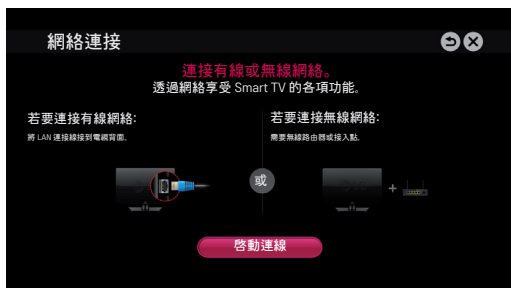 網絡連接
連接有線或無線網絡。
透過網絡享受 Smart TV 的各項功能.
若要連接有線網絡:
將 LAN 連接線接到電視背面.
若要連接無線網絡:
需要無線路由器或接入點.
或
+
啓動連線